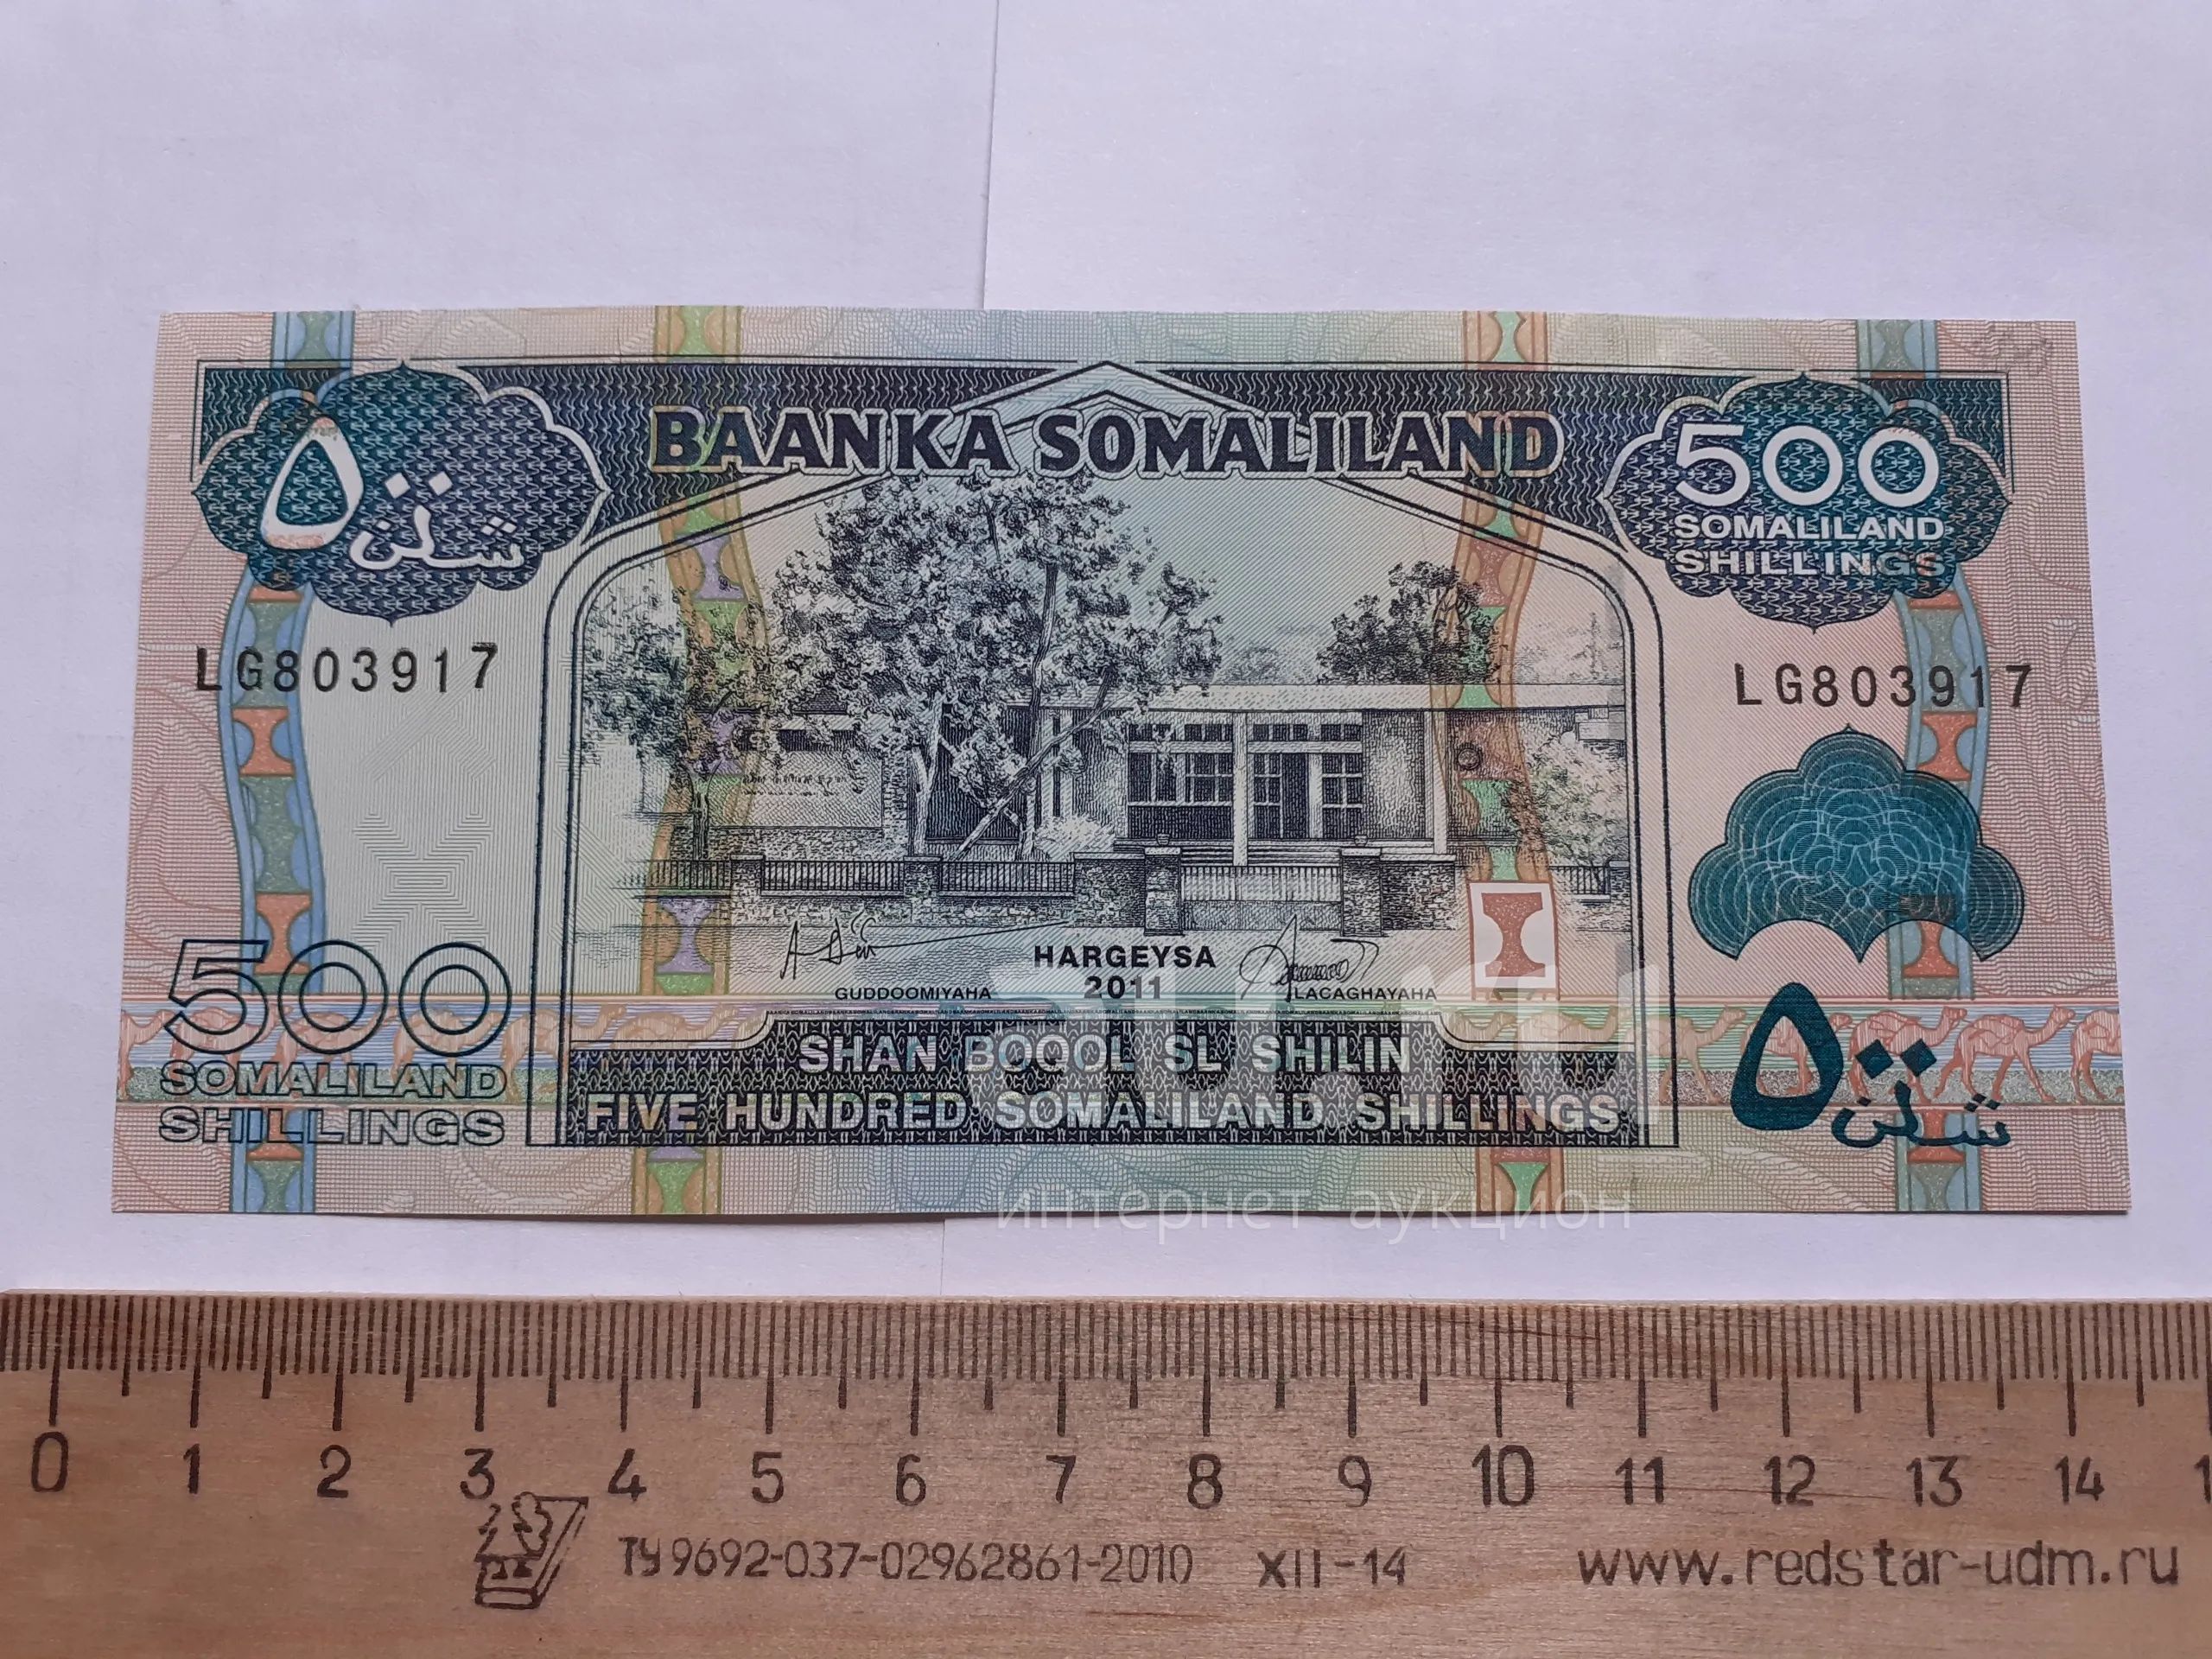 BAANKA SOMALILAND
٥٠٠
شلن
500
SOMALILAND
SHILLINGS
LG803917
LG803917
HARGEYSA
2011
GUDDOOMIYAHA
LACAGHAYAHA
500
SOMALILAND
SHILLINGS
SHAN BOQOL SL SHILIN
FIVE HUNDRED SOMALILAND SHILLINGS
٥٠٠
شلن
интернет аукцион
0 1 2 3 4 5 6 7 8 9 10 11 12 13 14
ТУ 9692-037-02962861-2010 XII-14
www.redstar-udm.ru